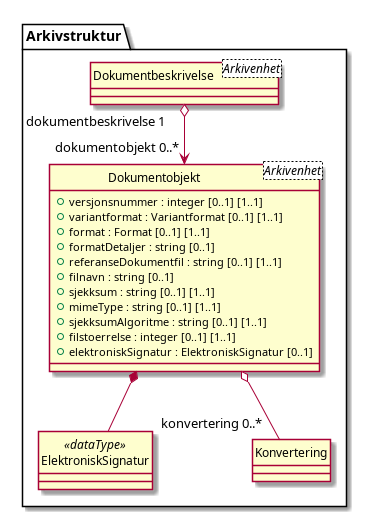 Arkivstruktur
Arkivenhet
Dokumentbeskrivelse
dokumentbeskrivelse 1
dokumentobjekt 0..*
Arkivenhet
Dokumentobjekt
versjonsnummer : integer [0..1] [1..1]
variantformat : Variantformat [0..1] [1..1]
format : Format [0..1] [1..1]
formatDetaljer : string [0..1]
referanseDokumentfil : string [0..1] [1..1]
filnavn : string [0..1]
sjekksum : string [0..1] [1..1]
mimeType : string [0..1] [1..1]
sjekksumAlgoritme : string [0..1] [1..1]
filstoerrelse : integer [0..1] [1..1]
elektroniskSignatur : ElektroniskSignatur [0..1]
konvertering 0..*
«dataType»
ElektroniskSignatur
Konvertering